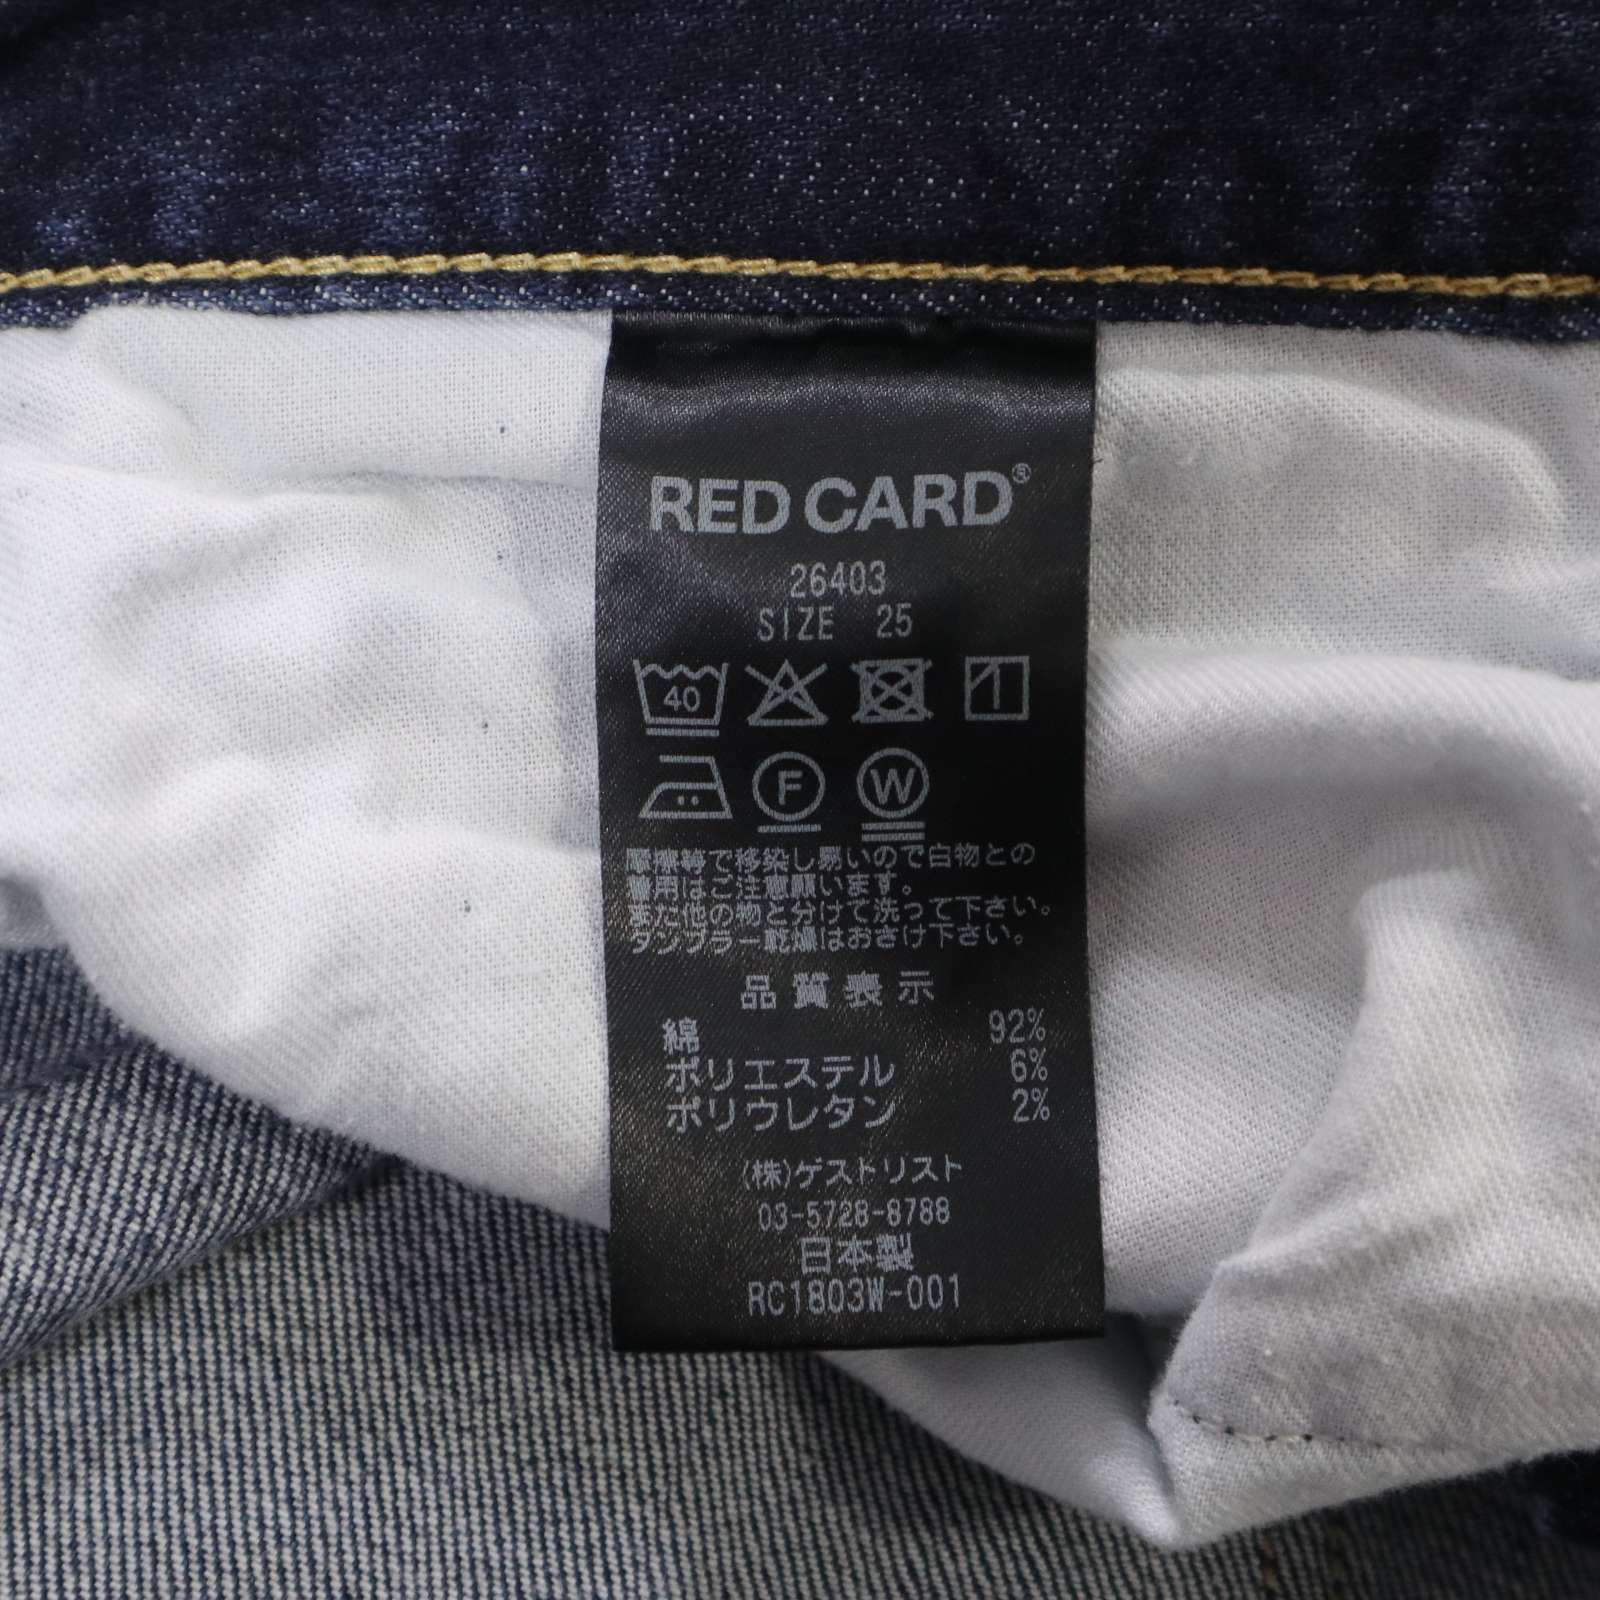 RED CARD®
26403
SIZE 25
40
F W
摩擦等で移染し易いので白物との
着用はご注意願います。
また他の物と分けて洗って下さい。
タンブラー乾燥はおさけ下さい。
品質表示
綿 92%
ポリエステル 6%
ポリウレタン 2%
(株)ゲストリスト
03-5728-8788
日本製
RC1803W-001